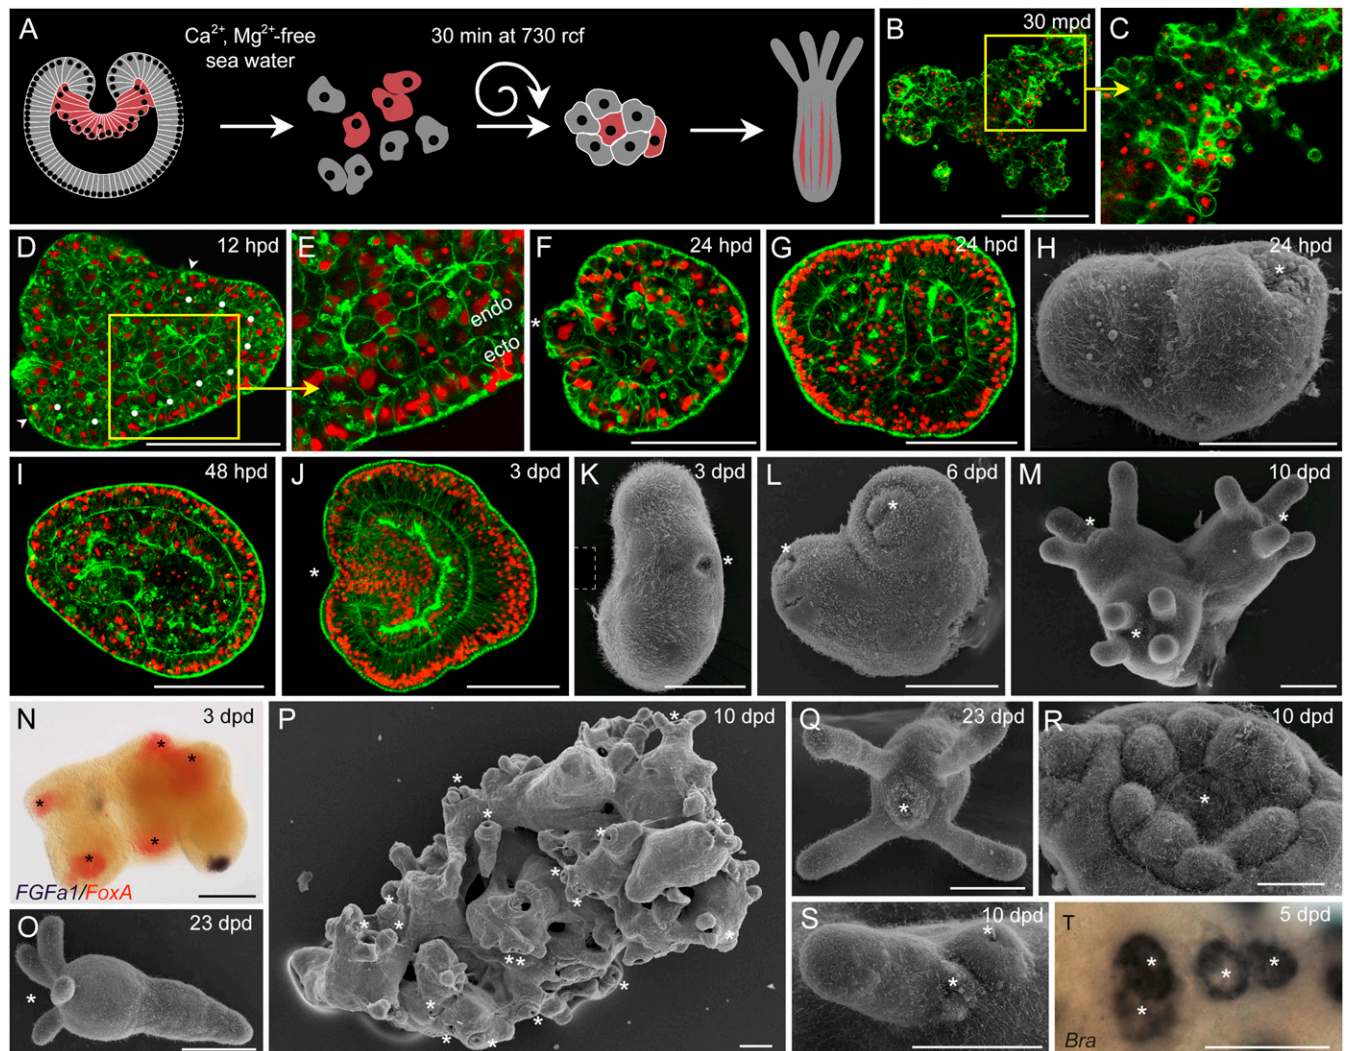 A
Ca2+, Mg2+-free
sea water
30 min at 730 rcf
B
30 mpd
C
D
12 hpd
E
endo
ecto
F
24 hpd
G
24 hpd
H
24 hpd
I
48 hpd
J
3 dpd
K
3 dpd
L
6 dpd
M
10 dpd
N
3 dpd
FGFa1/FoxA
O
23 dpd
P
10 dpd
Q
23 dpd
R
10 dpd
S
10 dpd
T
5 dpd
Bra